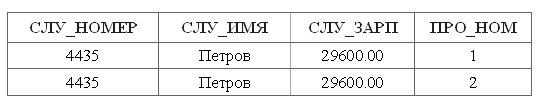 СЛУ_НОМЕР СЛУ_ИМЯ СЛУ_ЗАРП ПРО_НОМ
4435 Петров 29600.00 1
4435 Петров 29600.00 2